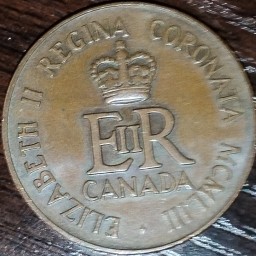 ELIZABETH II REGINA CORONATA MCMLIII
EIIR
CANADA